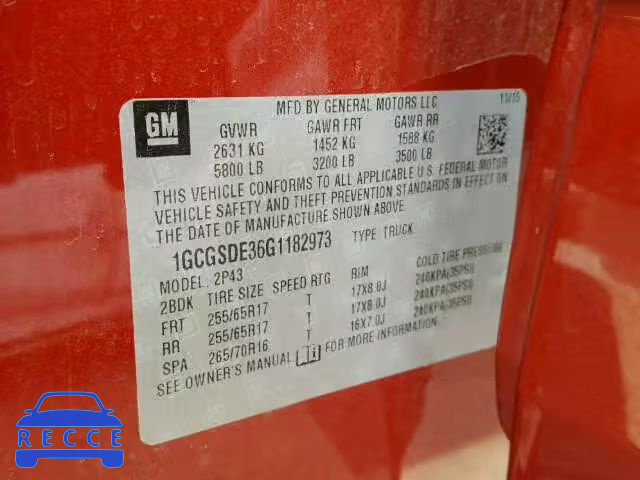 GM
MFD BY GENERAL MOTORS LLC 11/15
GVWR GAWR FRT GAWR RR
2631 KG 1452 KG 1588 KG
5800 LB 3200 LB 3500 LB
THIS VEHICLE CONFORMS TO ALL APPLICABLE U.S. FEDERAL MOTOR
VEHICLE SAFETY AND THEFT PREVENTION STANDARDS IN EFFECT ON
THE DATE OF MANUFACTURE SHOWN ABOVE.
1GCGSDE36G1182973 TYPE TRUCK
MODEL: 2P43
2BDK TIRE SIZE SPEED RTG RIM COLD TIRE PRESSURE
FRT 255/65R17 T 17X8.0J 240KPA(35PSI)
RR 255/65R17 T 17X8.0J 240KPA(35PSI)
SPA 265/70R16 T 16X7.0J 240KPA(35PSI)
SEE OWNER'S MANUAL FOR MORE INFORMATION.
RECCE